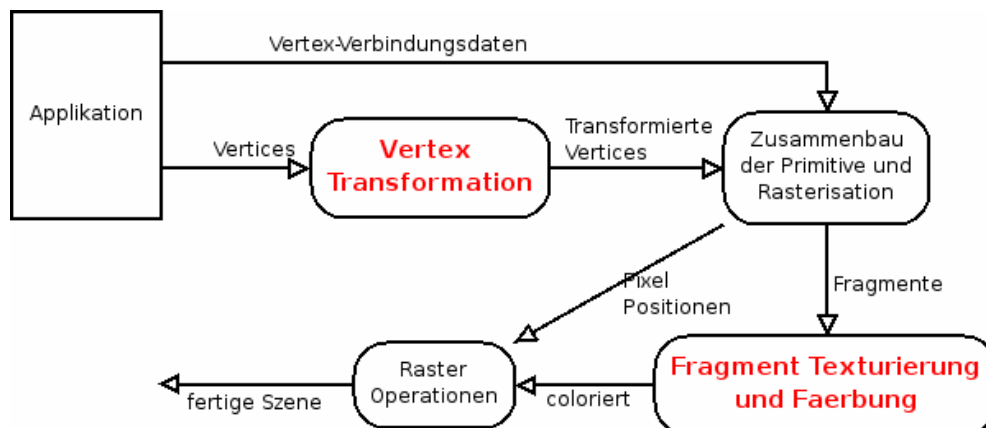 Vertex-Verbindungsdaten
Applikation
Vertices
Vertex
Transformation
Transformierte
Vertices
Zusammenbau
der Primitive und
Rasterisation
Pixel
Positionen
Fragmente
Fragment Texturierung
und Faerbung
coloriert
Raster
Operationen
fertige Szene